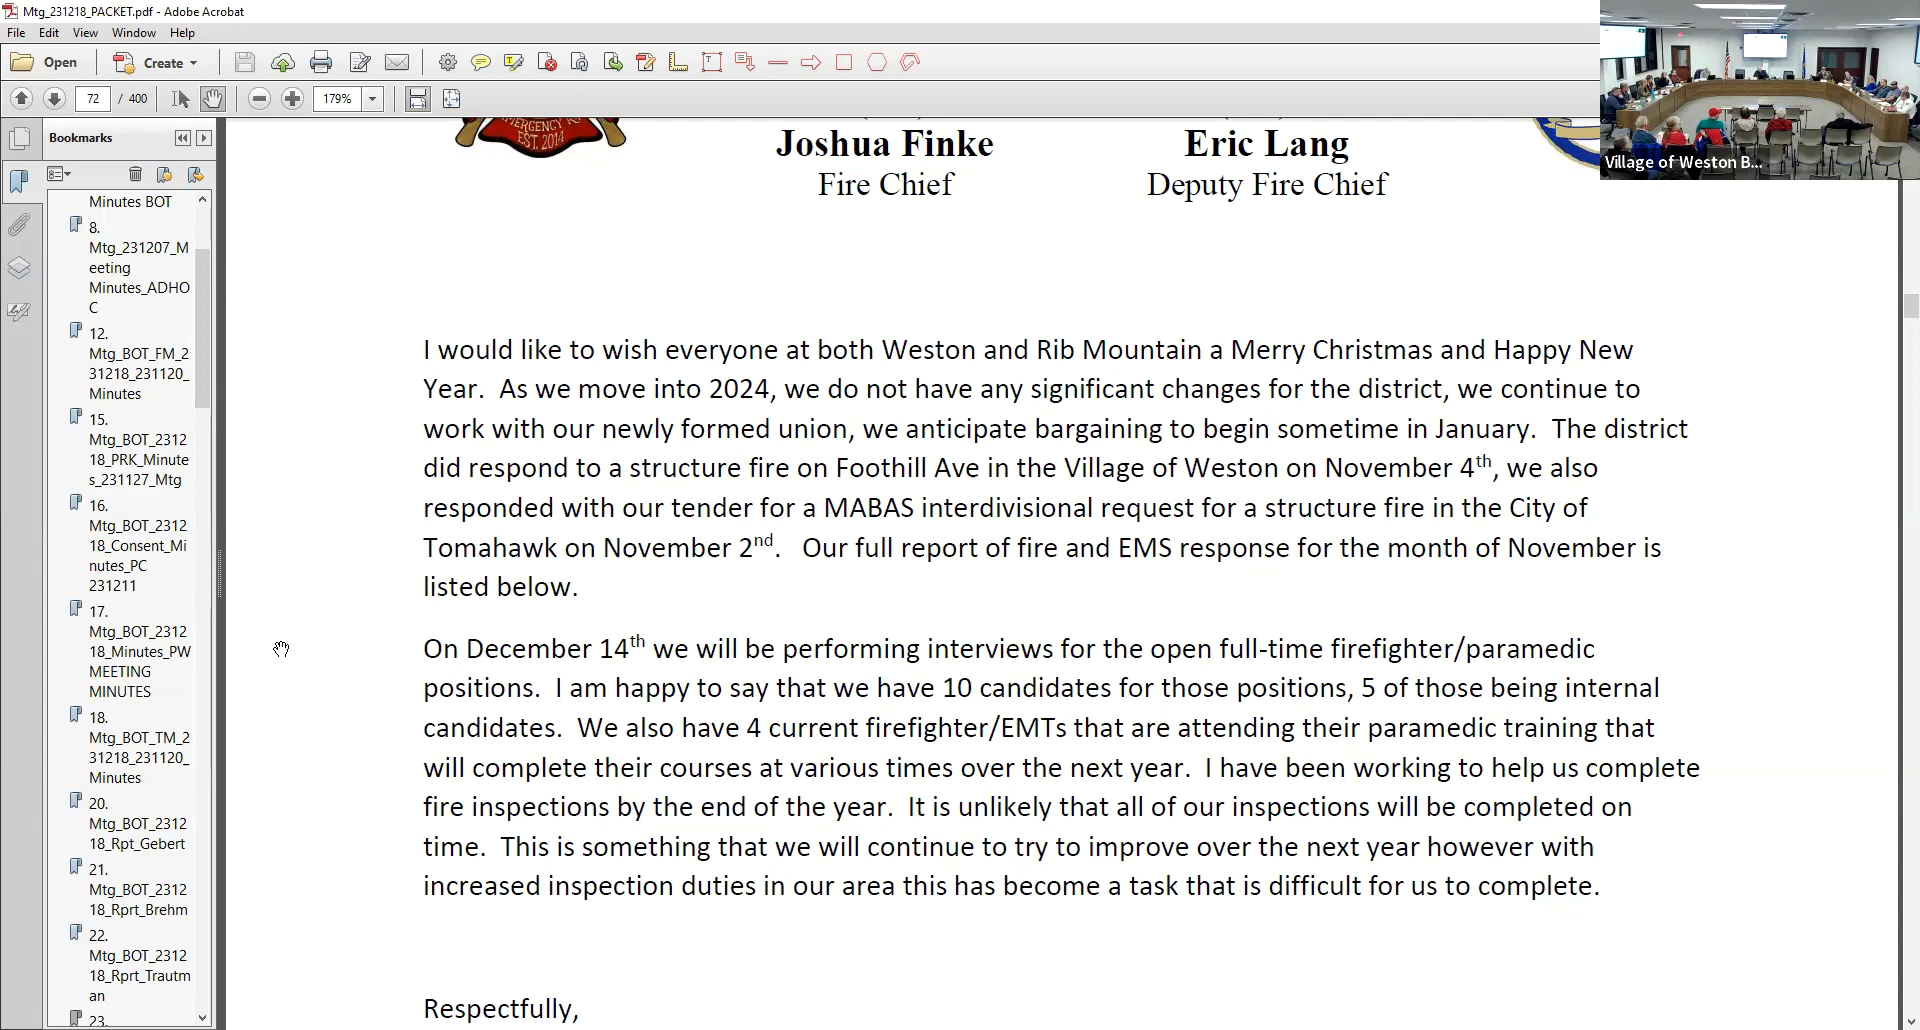 Mtg_231218_PACKET.pdf - Adobe Acrobat
File Edit View Window Help
Open Create
72 / 400 179%
Bookmarks
Minutes BOT
8.
Mtg_231207_M
eeting
Minutes_ADHO
C
12.
Mtg_BOT_FM_2
31218_231120_
Minutes
15.
Mtg_BOT_2312
18_PRK_Minute
s_231127_Mtg
16.
Mtg_BOT_2312
18_Consent_Mi
nutes_PC
231211
17.
Mtg_BOT_2312
18_Minutes_PW
MEETING
MINUTES
18.
Mtg_BOT_TM_2
31218_231120_
Minutes
20.
Mtg_BOT_2312
18_Rpt_Gebert
21.
Mtg_BOT_2312
18_Rprt_Brehm
22.
Mtg_BOT_2312
18_Rprt_Trautm
an
23.
EST. 2014
Joshua Finke
Fire Chief
Eric Lang
Deputy Fire Chief
Village of Weston B...
I would like to wish everyone at both Weston and Rib Mountain a Merry Christmas and Happy New
Year. As we move into 2024, we do not have any significant changes for the district, we continue to
work with our newly formed union, we anticipate bargaining to begin sometime in January. The district
did respond to a structure fire on Foothill Ave in the Village of Weston on November 4th, we also
responded with our tender for a MABAS interdivisional request for a structure fire in the City of
Tomahawk on November 2nd. Our full report of fire and EMS response for the month of November is
listed below.
On December 14th we will be performing interviews for the open full-time firefighter/paramedic
positions. I am happy to say that we have 10 candidates for those positions, 5 of those being internal
candidates. We also have 4 current firefighter/EMTs that are attending their paramedic training that
will complete their courses at various times over the next year. I have been working to help us complete
fire inspections by the end of the year. It is unlikely that all of our inspections will be completed on
time. This is something that we will continue to try to improve over the next year however with
increased inspection duties in our area this has become a task that is difficult for us to complete.
Respectfully,